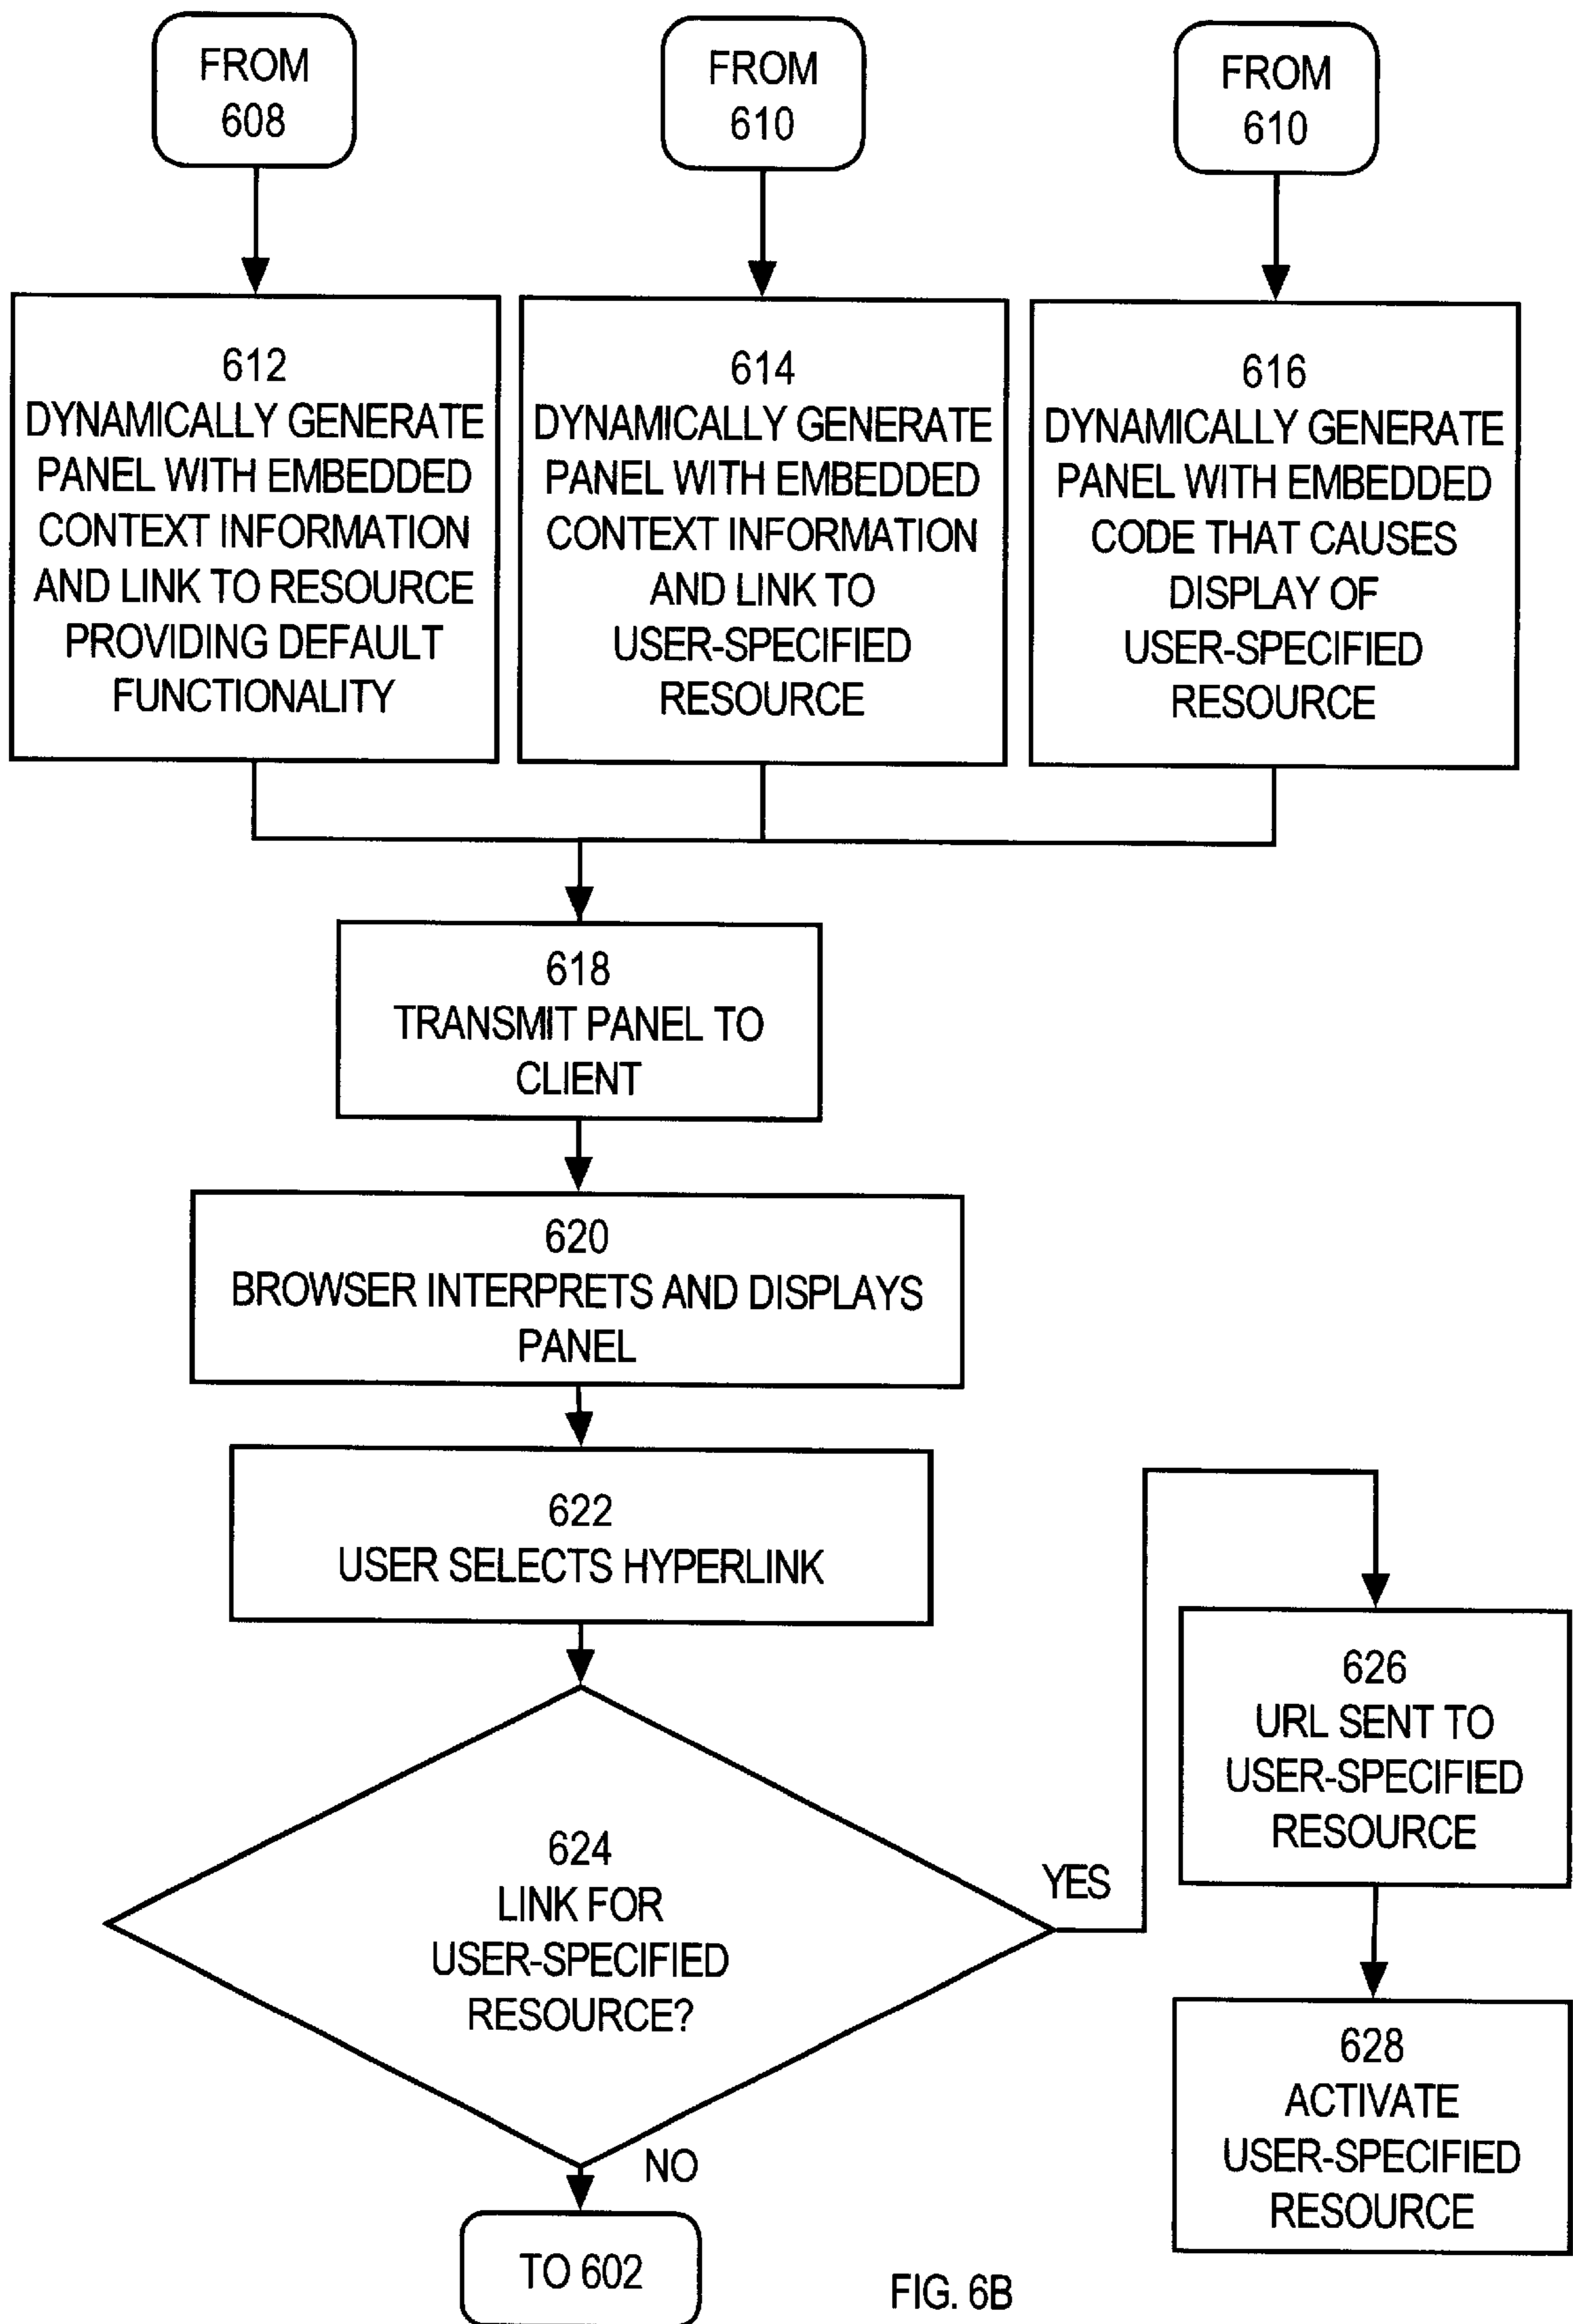 FROM
608
FROM
610
FROM
610
612
DYNAMICALLY GENERATE
PANEL WITH EMBEDDED
CONTEXT INFORMATION
AND LINK TO RESOURCE
PROVIDING DEFAULT
FUNCTIONALITY
614
DYNAMICALLY GENERATE
PANEL WITH EMBEDDED
CONTEXT INFORMATION
AND LINK TO
USER-SPECIFIED
RESOURCE
616
DYNAMICALLY GENERATE
PANEL WITH EMBEDDED
CODE THAT CAUSES
DISPLAY OF
USER-SPECIFIED
RESOURCE
618
TRANSMIT PANEL TO
CLIENT
620
BROWSER INTERPRETS AND DISPLAYS
PANEL
622
USER SELECTS HYPERLINK
624
LINK FOR
USER-SPECIFIED
RESOURCE?
YES
626
URL SENT TO
USER-SPECIFIED
RESOURCE
628
ACTIVATE
USER-SPECIFIED
RESOURCE
NO
TO 602
FIG. 6B